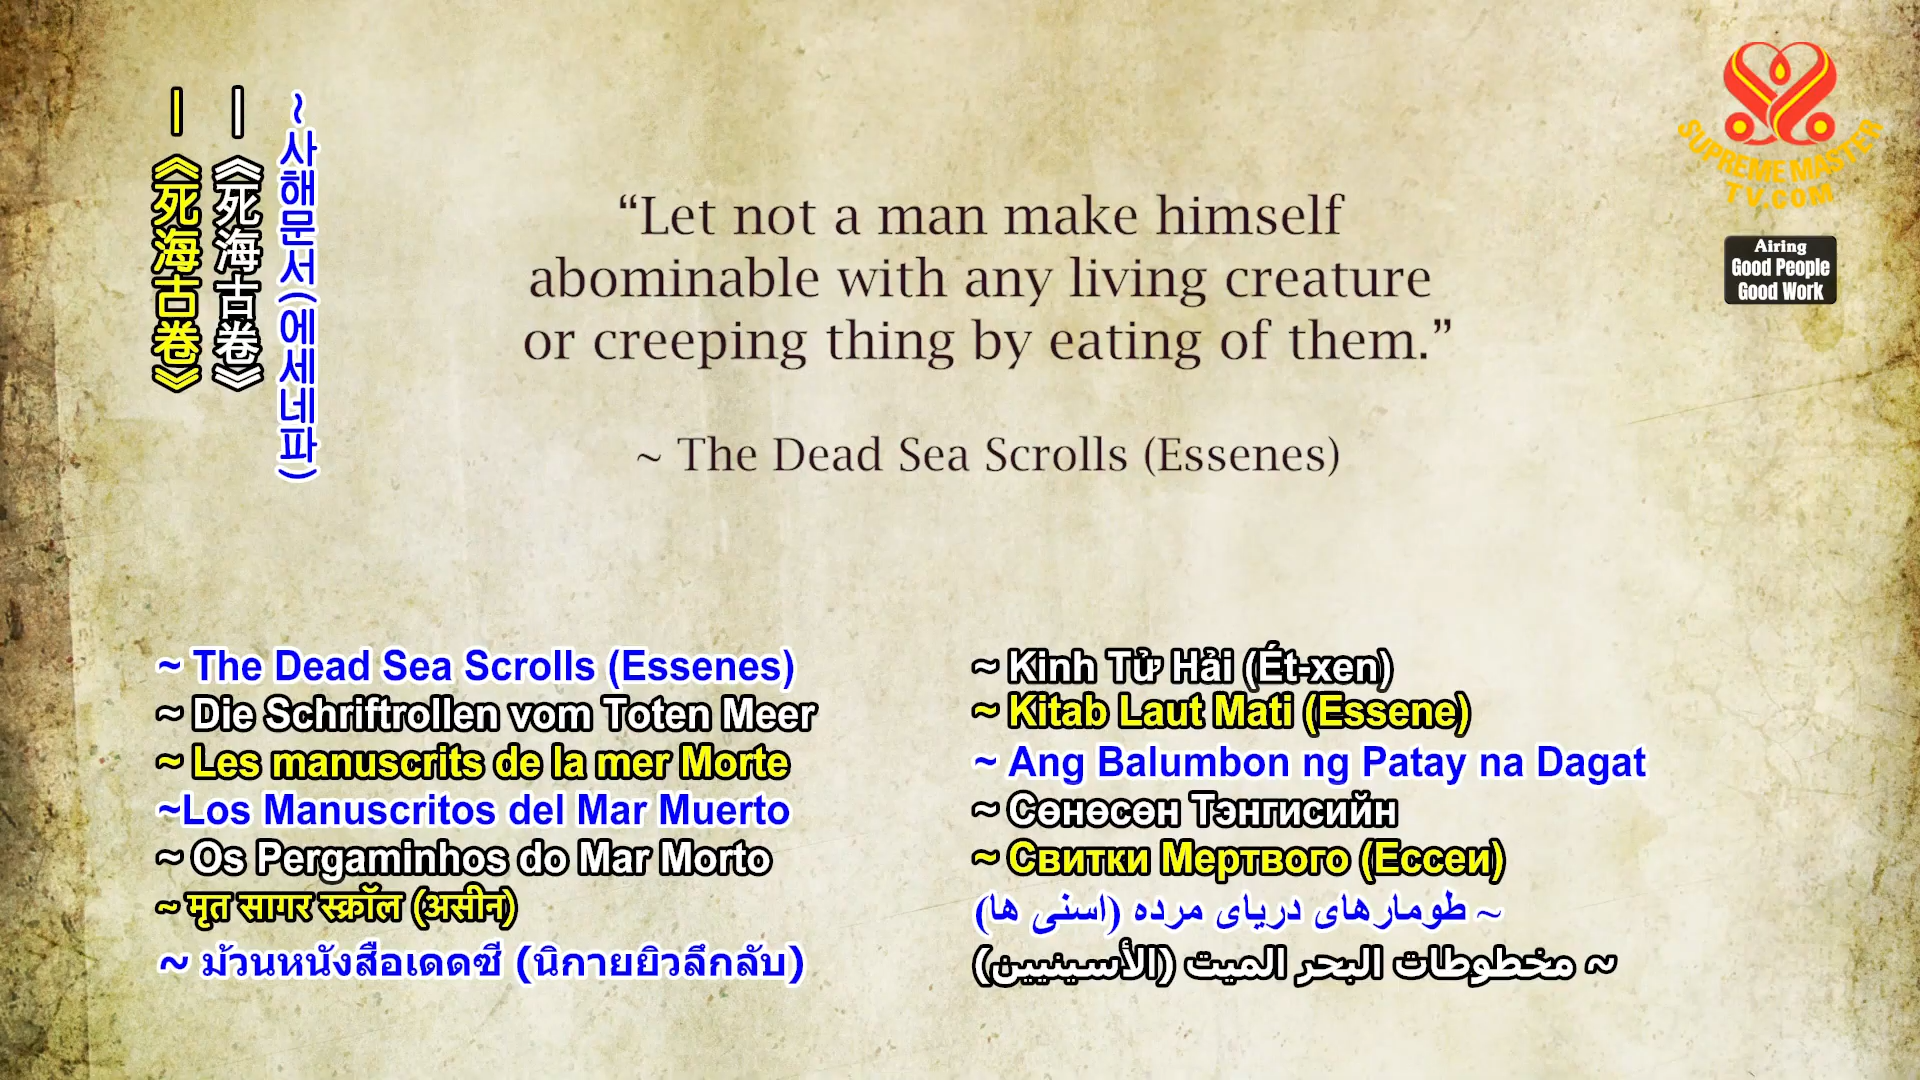 — 《死海古卷》
— 《死海古卷》
~ 사해문서 (에세네파)
“Let not a man make himself
abominable with any living creature
or creeping thing by eating of them.”
~ The Dead Sea Scrolls (Essenes)
SUPREME MASTER
TV.COM
Airing
Good People
Good Work
~ The Dead Sea Scrolls (Essenes)
~ Die Schriftrollen vom Toten Meer
~ Les manuscrits de la mer Morte
~Los Manuscritos del Mar Muerto
~ Os Pergaminhos do Mar Morto
~ मृत सागर स्क्रॉल (असीन)
~ ม้วนหนังสือเดดซี (นิกายยิวลึกลับ)
~ Kinh Tử Hải (Ét-xen)
~ Kitab Laut Mati (Essene)
~ Ang Balumbon ng Patay na Dagat
~ Сөнөсөн Тэнгисийн
~ Свитки Мертвого (Ессеи)
~ طومارهای دریای مرده (اسنی ها)
~ مخطوطات البحر الميت (الأسينيين)